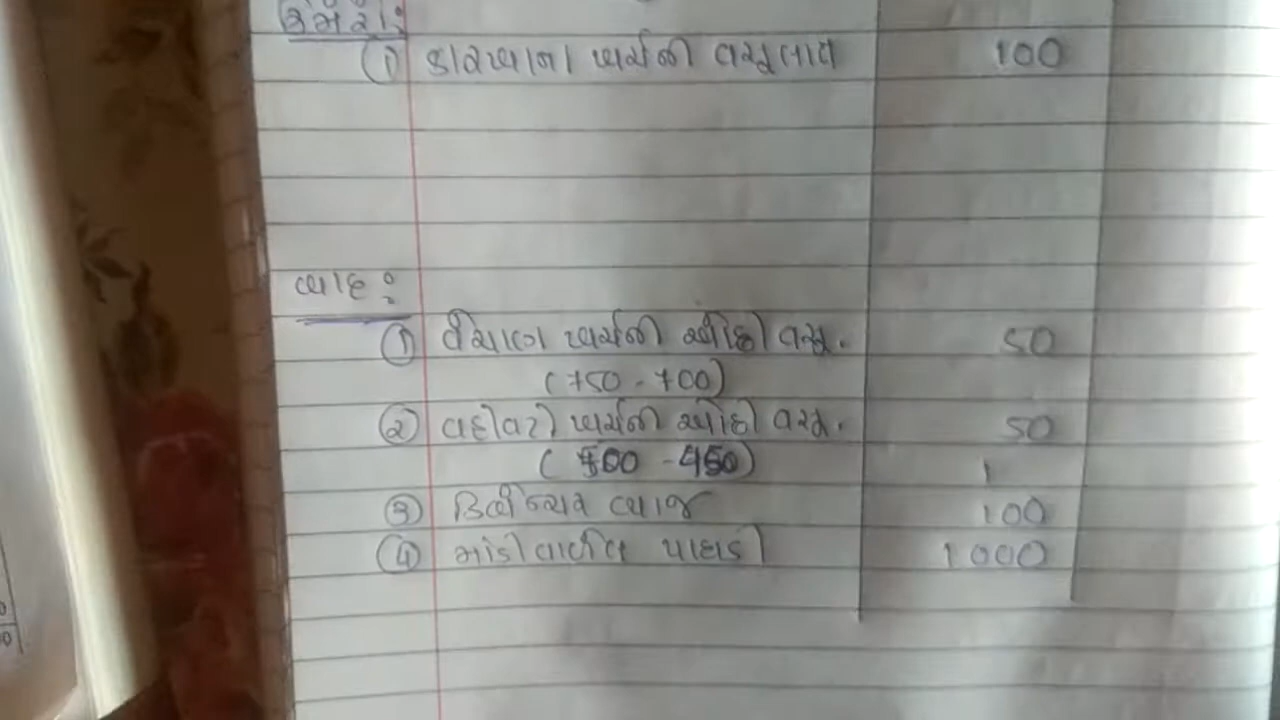 ઉમેરો:
① કારખાના ખર્ચની વસૂલાત 100
બાદ:
① વેચાણ ખર્ચની ઓછી વસૂ. 50
(750 - 700)
② વહીવટી ખર્ચની ઓછી વસૂ. 50
(500 - 450)
③ ડિબેન્ચર વ્યાજ 100
④ માંડીવાળેલ પાઘડી 1000